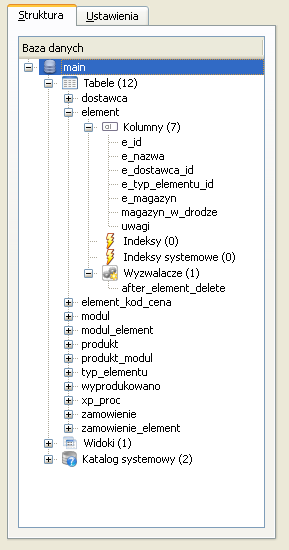 Struktura Ustawienia
Baza danych
main
Tabele (12)
dostawca
element
Kolumny (7)
e_id
e_nazwa
e_dostawca_id
e_typ_elementu_id
e_magazyn
magazyn_w_drodze
uwagi
Indeksy (0)
Indeksy systemowe (0)
Wyzwalacze (1)
after_element_delete
element_kod_cena
modul
modul_element
produkt
produkt_modul
typ_elementu
wyprodukowano
xp_proc
zamowienie
zamowienie_element
Widoki (1)
Katalog systemowy (2)